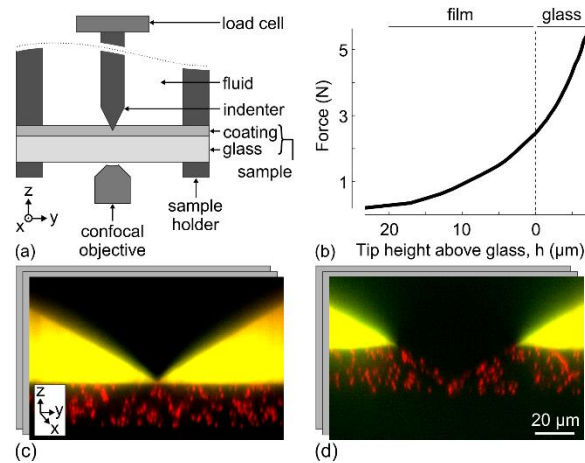 load cell
fluid
indenter
coating
glass
sample
z
x
y
confocal
objective
sample
holder
(a)
film
glass
Force (N)
5
3
1
20
10
0
Tip height above glass, h (μm)
(b)
z
y
x
(c)
20 μm
(d)